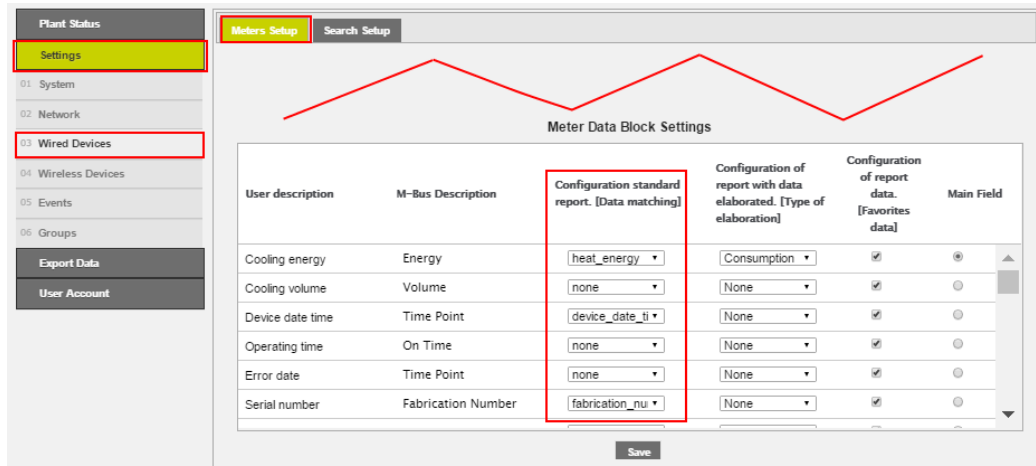 Plant Status
Settings
01 System
02 Network
03 Wired Devices
04 Wireless Devices
05 Events
06 Groups
Export Data
User Account
Meters Setup Search Setup
Meter Data Block Settings
User description M-Bus Description Configuration standard report. [Data matching] Configuration of report with data elaborated. [Type of elaboration] Configuration of report data. [Favorites data] Main Field
Cooling energy Energy heat_energy Consumption
Cooling volume Volume none None
Device date time Time Point device_date_ti None
Operating time On Time none None
Error date Time Point none None
Serial number Fabrication Number fabrication_nu None
Save